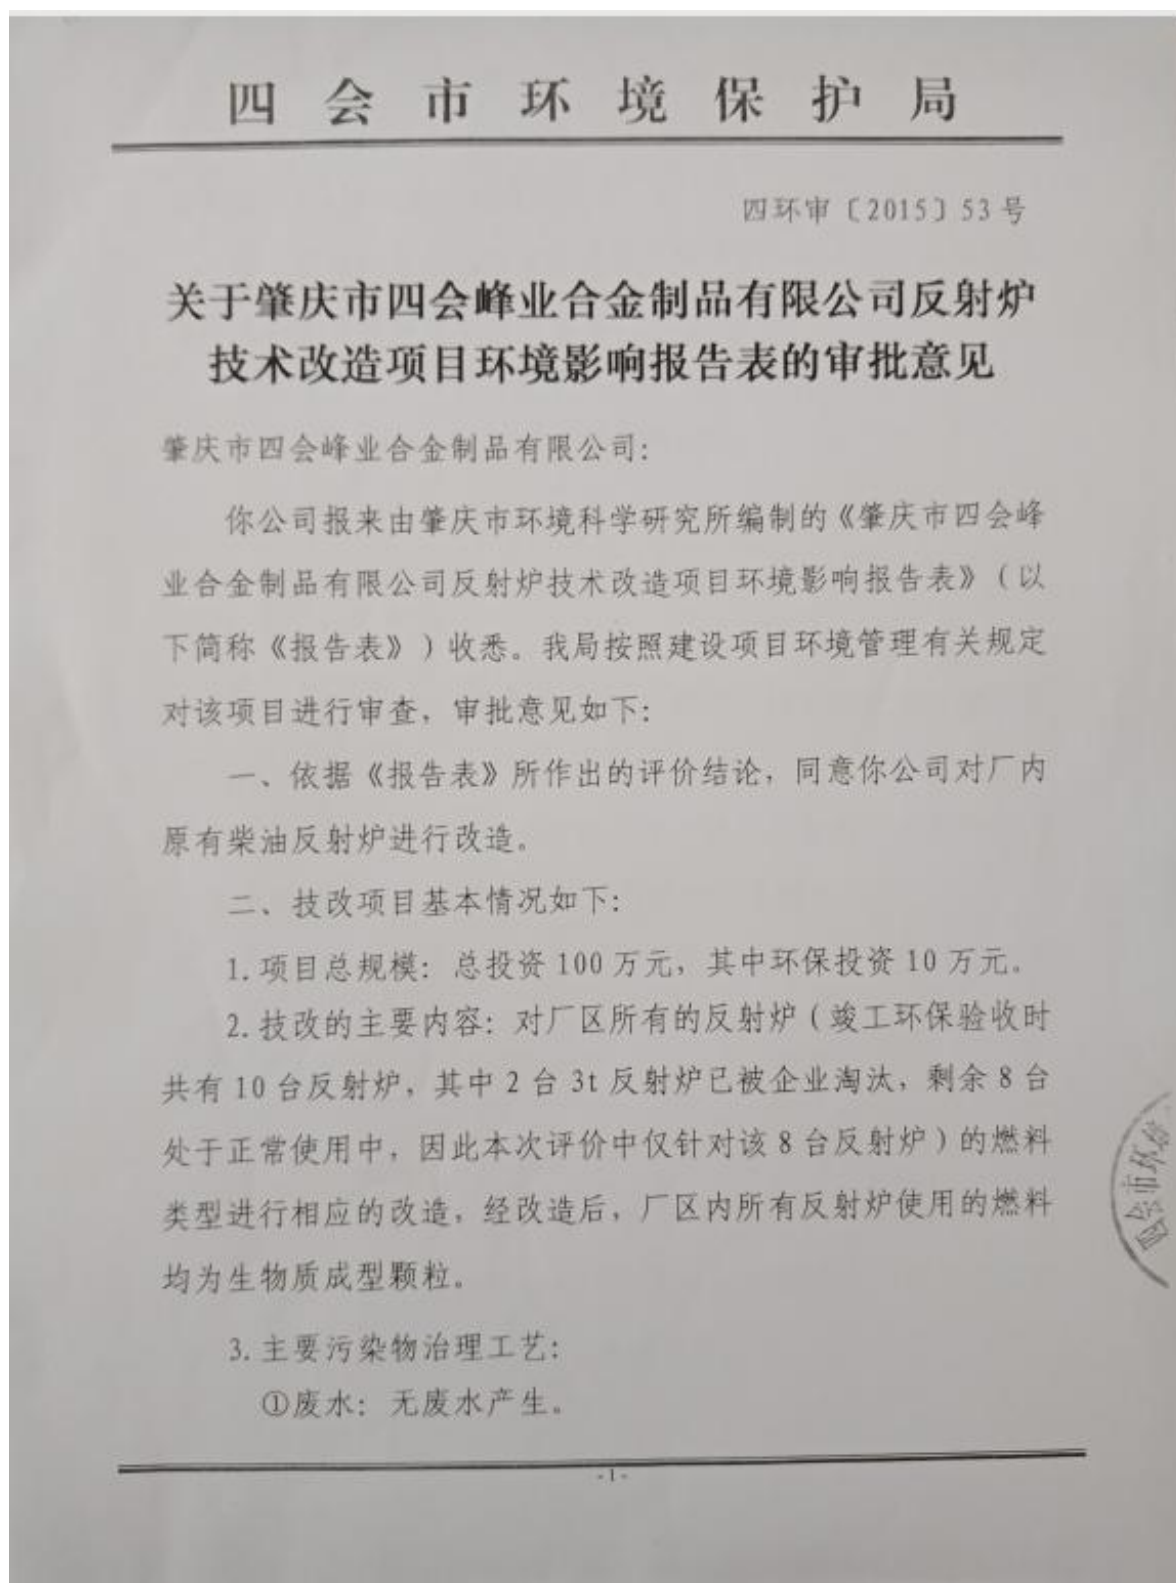 四会市环境保护局
四环审〔2015〕53号
关于肇庆市四会峰业合金制品有限公司反射炉
技术改造项目环境影响报告表的审批意见
肇庆市四会峰业合金制品有限公司:
你公司报来由肇庆市环境科学研究所编制的《肇庆市四会峰
业合金制品有限公司反射炉技术改造项目环境影响报告表》（以
下简称《报告表》）收悉。我局按照建设项目环境管理有关规定
对该项目进行审查，审批意见如下:
一、依据《报告表》所作出的评价结论，同意你公司对厂内
原有柴油反射炉进行改造。
二、技改项目基本情况如下:
1.项目总规模: 总投资100万元，其中环保投资10万元。
2.技改的主要内容: 对厂区所有的反射炉（竣工环保验收时
共有10台反射炉，其中2台3t反射炉已被企业淘汰，剩余8台
处于正常使用中，因此本次评价中仅针对该8台反射炉）的燃料
类型进行相应的改造，经改造后，厂区内所有反射炉使用的燃料
均为生物质成型颗粒。
3.主要污染物治理工艺:
①废水: 无废水产生。
-1-
四会市环境